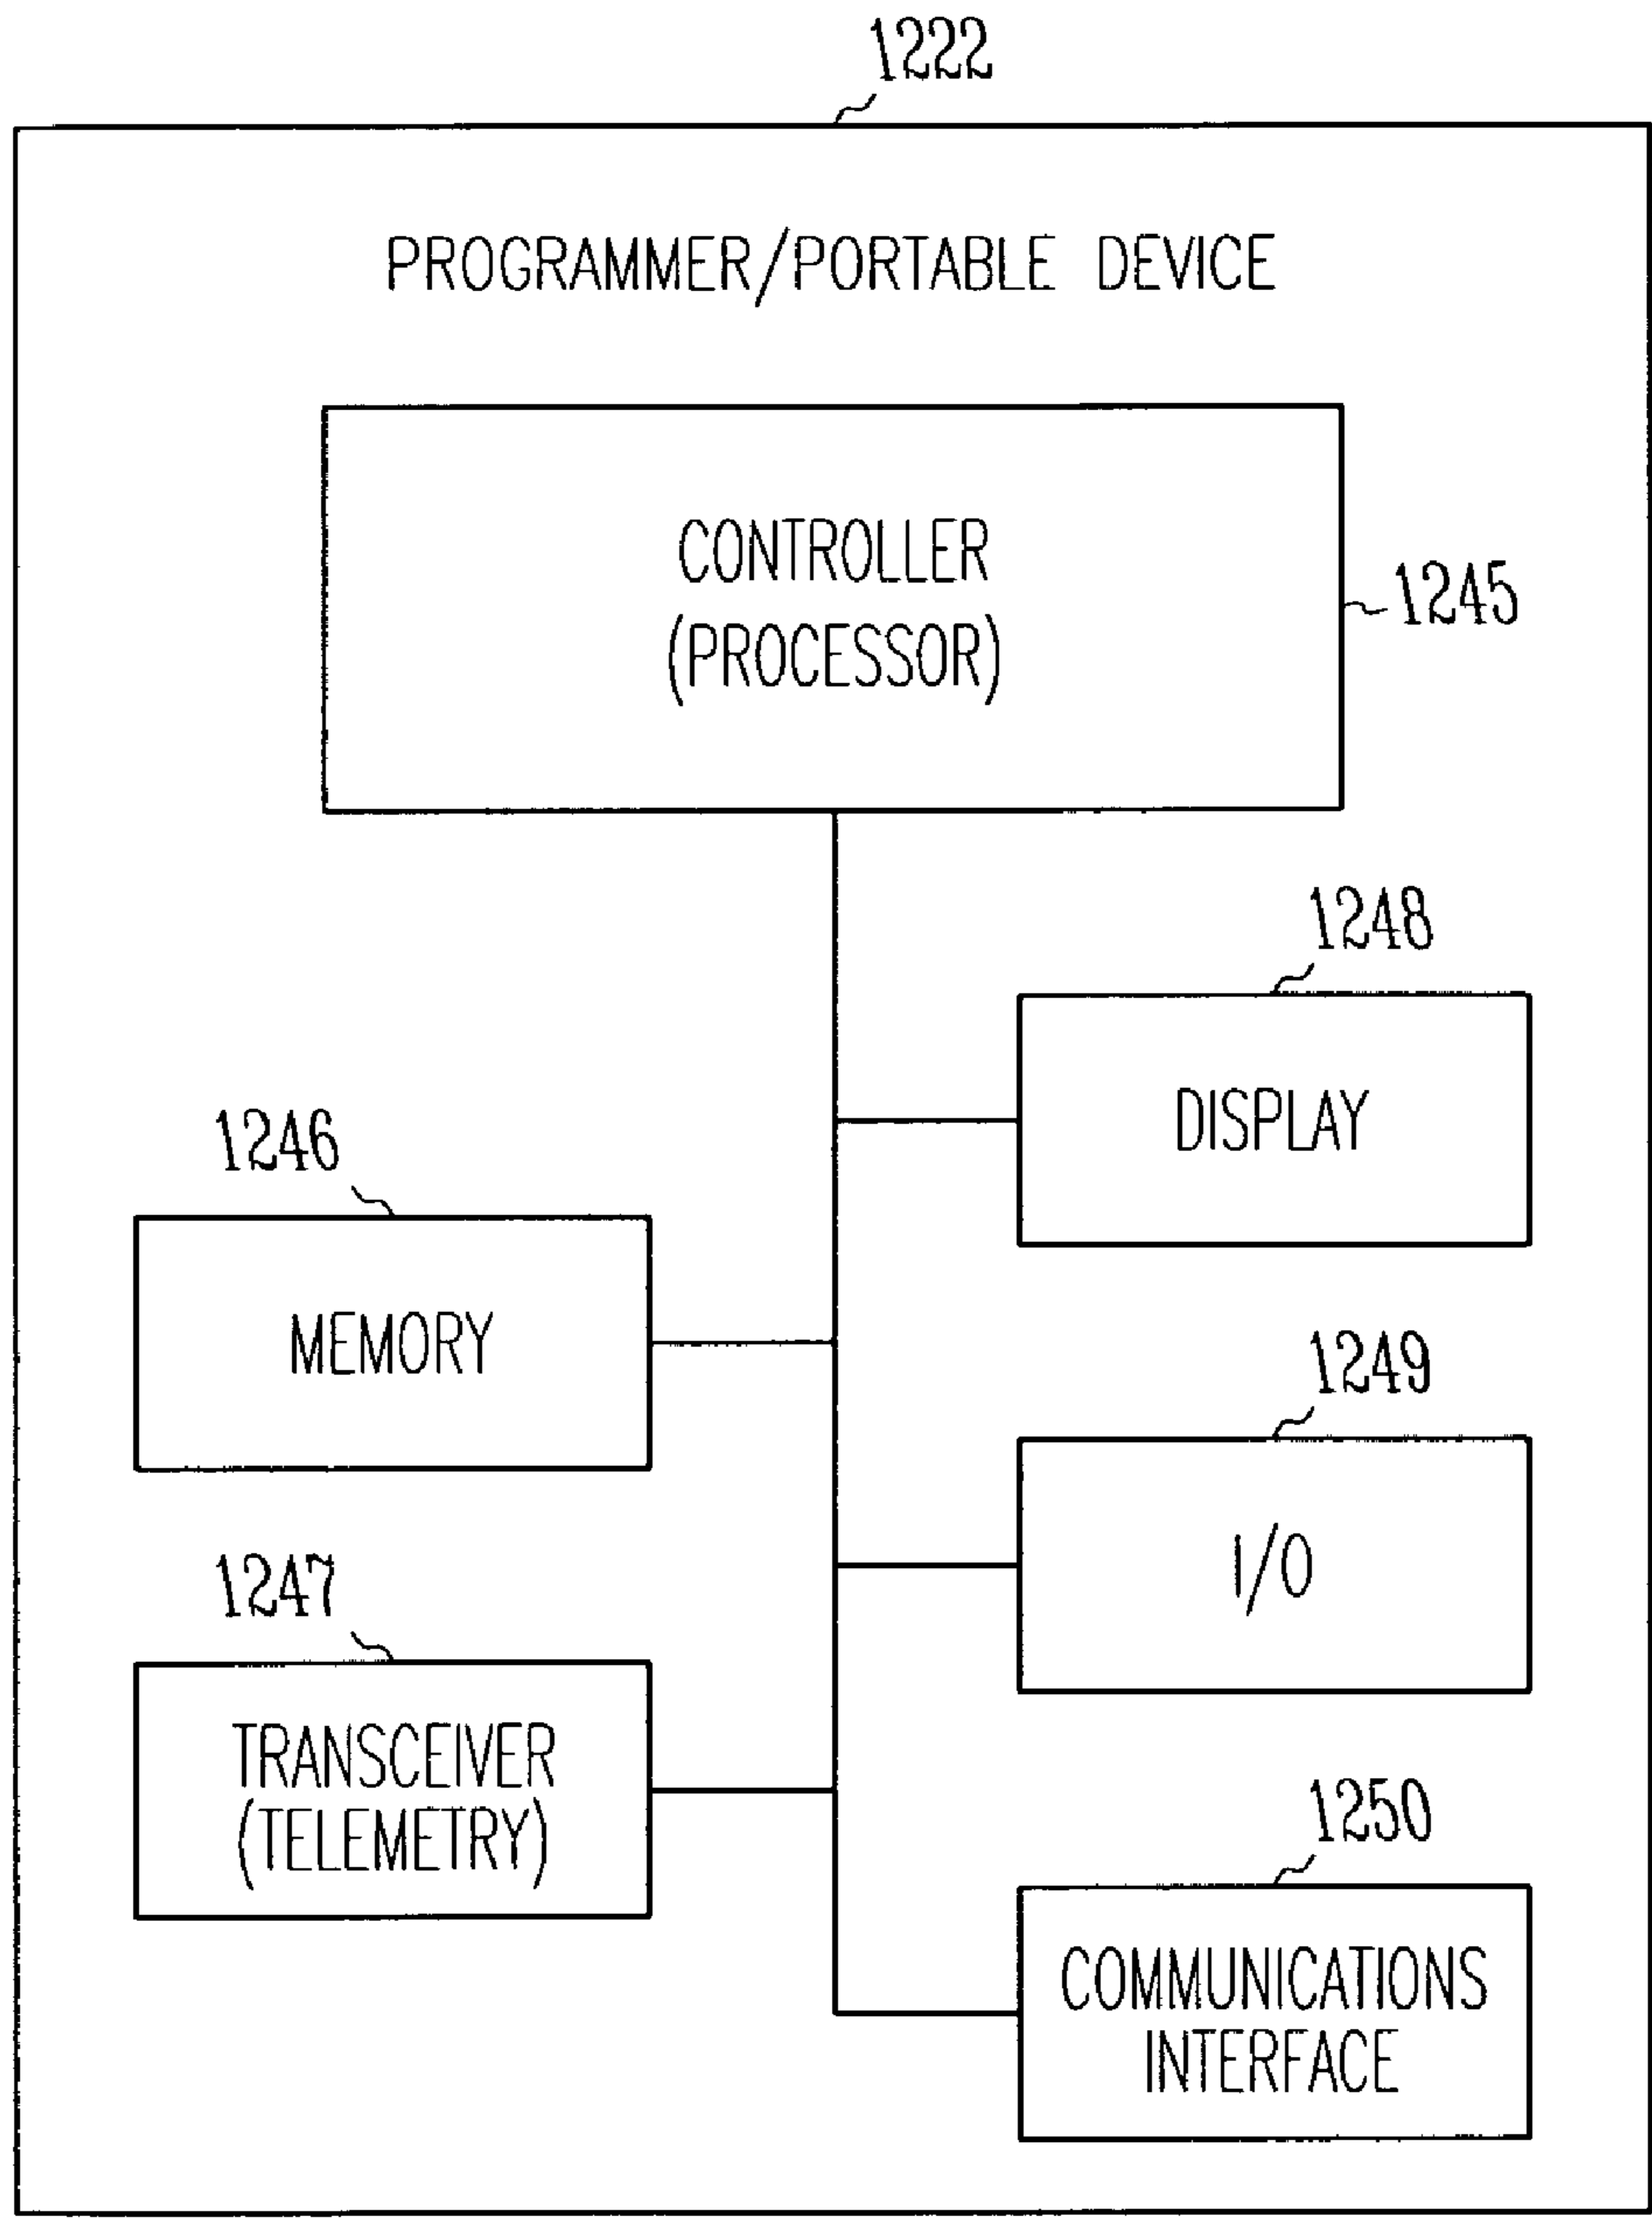 1222
PROGRAMMER/PORTABLE DEVICE
CONTROLLER
(PROCESSOR)
1245
1248
DISPLAY
1246
MEMORY
1249
I/O
1247
TRANSCEIVER
(TELEMETRY)
1250
COMMUNICATIONS
INTERFACE